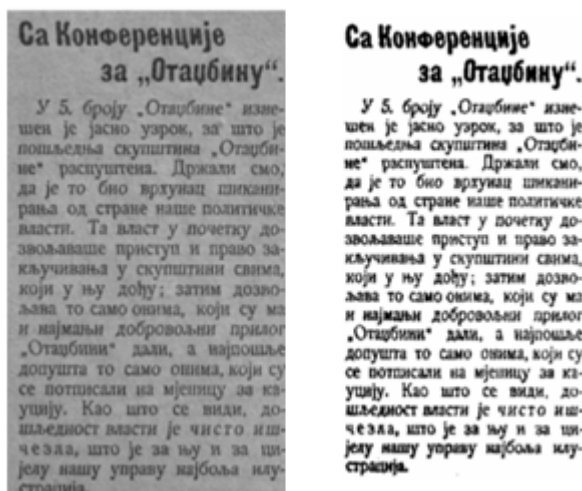 Са Конференције
за „Отаџбину“.
У 5. броју „Отаџбине“ изне-
шен је јасно узрок, за што је
пошљедња скупштина „Отаџби-
не“ распуштена. Држали смо,
да је то био врхунац шикани-
рања од стране наше политичке
власти. Та власт у почетку до-
звољаваше приступ и право за-
кључивања у скупштини свима,
који у њу дођу; затим дозво-
љава то само онима, који су ма
и најмањи добровољни прилог
„Отаџбини“ дали, а најпошље
допушта то само онима, који су
се потписали на мјеницу за ка-
уцију. Као што се види, до-
шљедност власти је чисто иш-
чезла, што је за њу и за ци-
јелу нашу управу најбоља илу-
страција.
Са Конференције
за „Отаџбину“.
У 5. броју „Отаџбине“ изне-
шен је јасно узрок, за што је
пошљедња скупштина „Отаџби-
не“ распуштена. Држали смо,
да је то био врхунац шикани-
рања од стране наше политичке
власти. Та власт у почетку до-
звољаваше приступ и право за-
кључивања у скупштини свима,
који у њу дођу; затим дозво-
љава то само онима, који су ма
и најмањи добровољни прилог
„Отаџбини“ дали, а најпошље
допушта то само онима, који су
се потписали на мјеницу за ка-
уцију. Као што се види, до-
шљедност власти је чисто иш-
чезла, што је за њу и за ци-
јелу нашу управу најбоља илу-
страција.